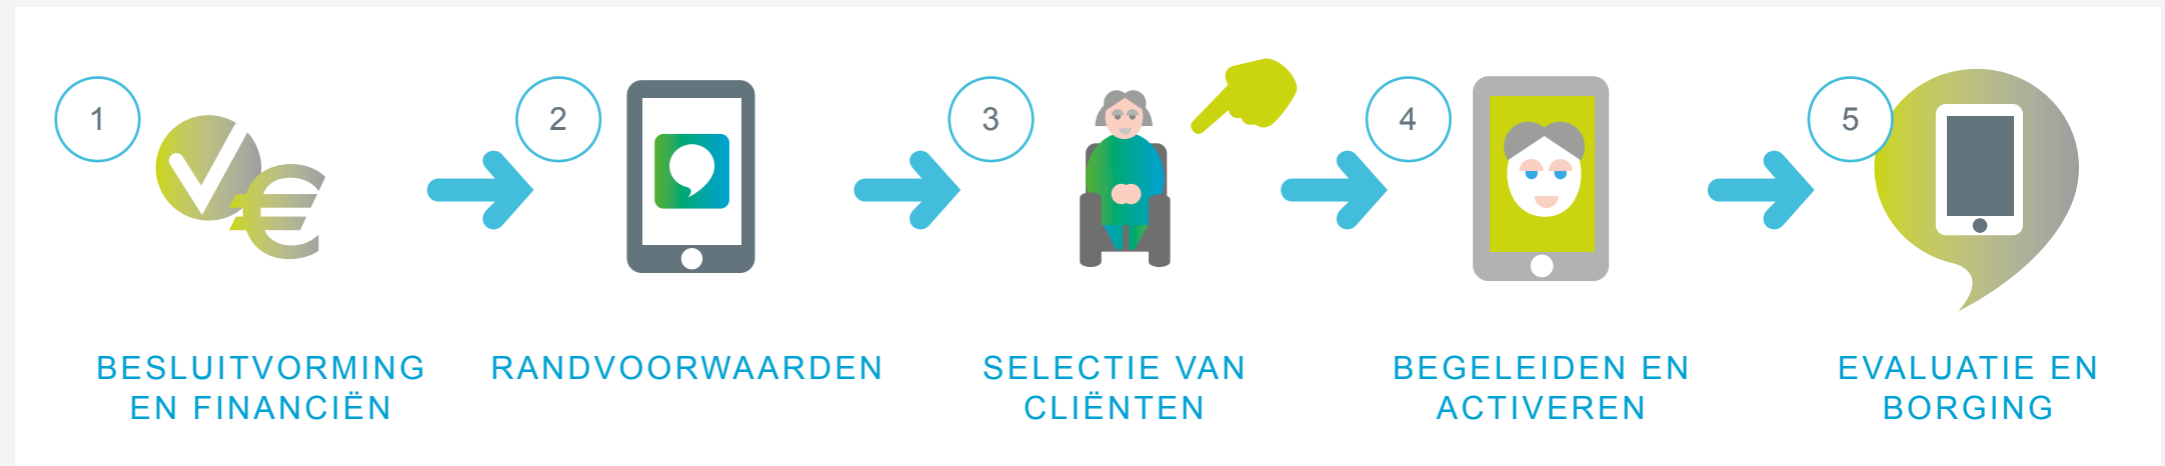 1
BESLUITVORMING
EN FINANCIËN
2
RANDVOORWAARDEN
3
SELECTIE VAN
CLIËNTEN
4
BEGELEIDEN EN
ACTIVEREN
5
EVALUATIE EN
BORGING